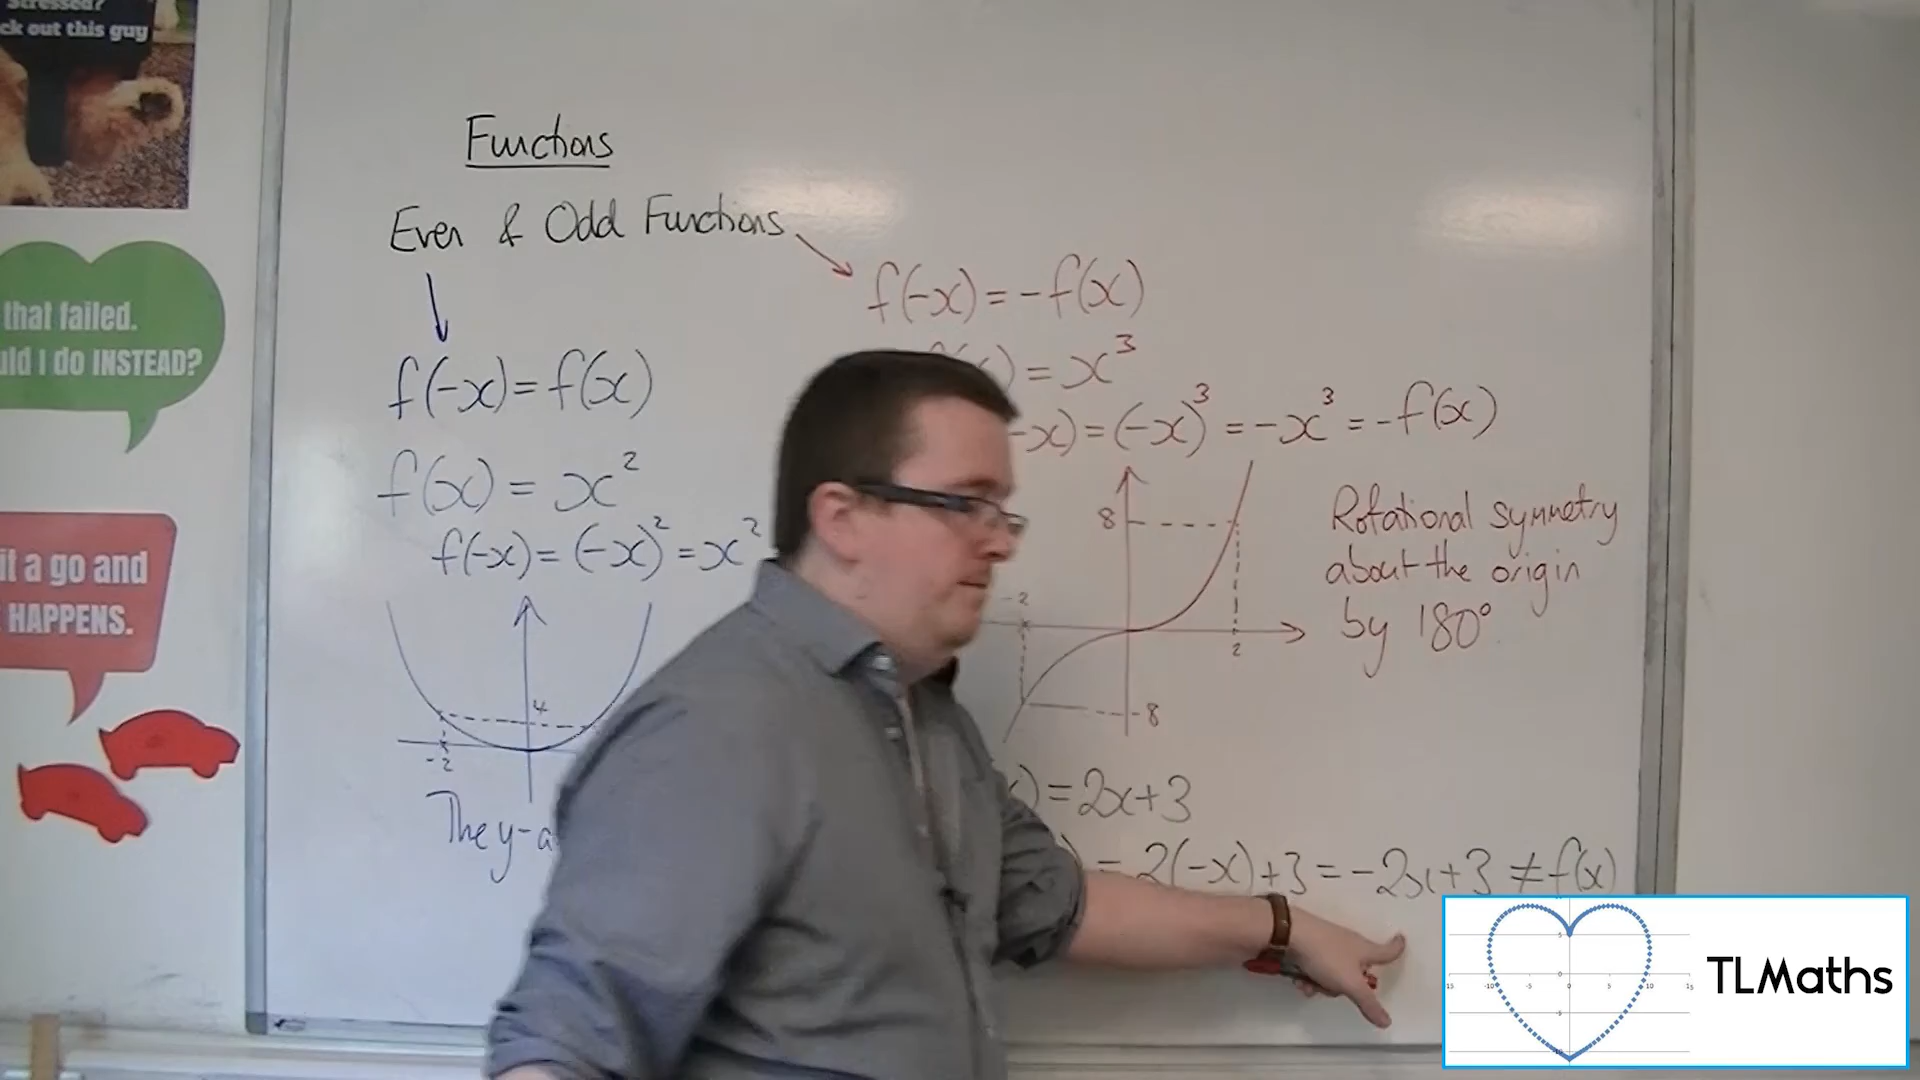 Stressed?
ck out this guy
that failed.
uld I do INSTEAD?
it a go and
HAPPENS.
Functions
Even & Odd Functions
f(-x) = f(x)
f(x) = x²
f(-x) = (-x)² = x²
4
-2
The y-a
f(-x) = -f(x)
) = x³
-x) = (-x)³ = -x³ = -f(x)
8
-2
2
-8
Rotational symmetry
about the origin
by 180°
) = 2x+3
) = 2(-x)+3 = -2x+3 ≠ f(x)
TLMaths